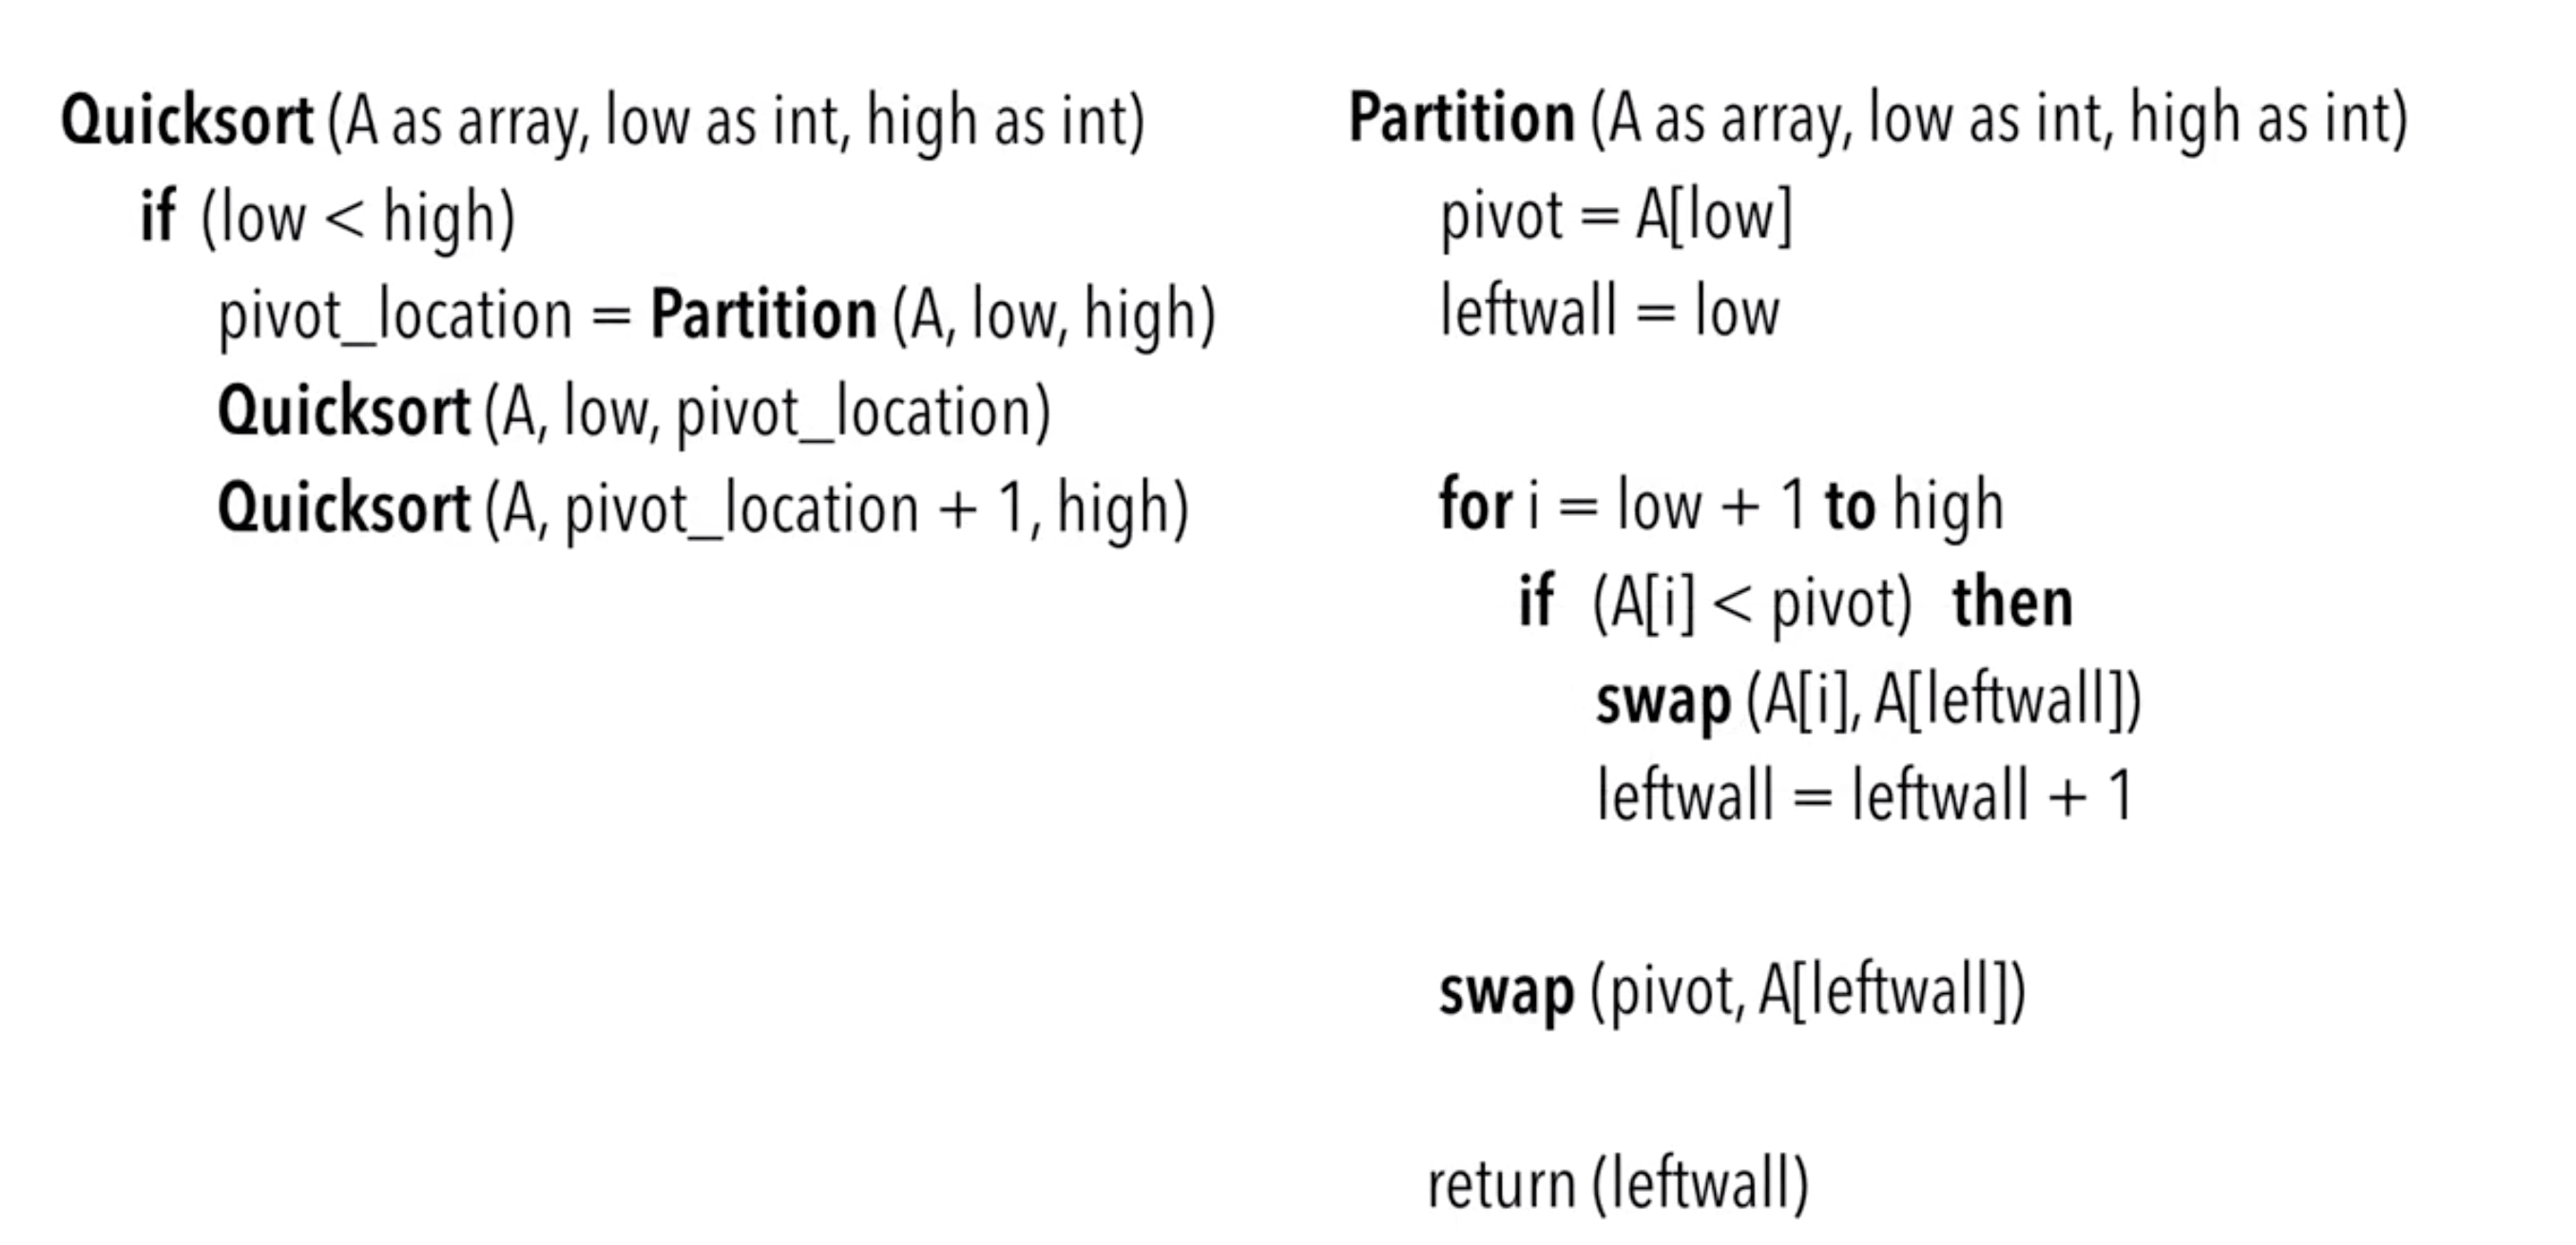 Quicksort (A as array, low as int, high as int)
if (low < high)
pivot_location = Partition (A, low, high)
Quicksort (A, low, pivot_location)
Quicksort (A, pivot_location + 1, high)
Partition (A as array, low as int, high as int)
pivot = A[low]
leftwall = low
for i = low + 1 to high
if (A[i] < pivot) then
swap (A[i], A[leftwall])
leftwall = leftwall + 1
swap (pivot, A[leftwall])
return (leftwall)